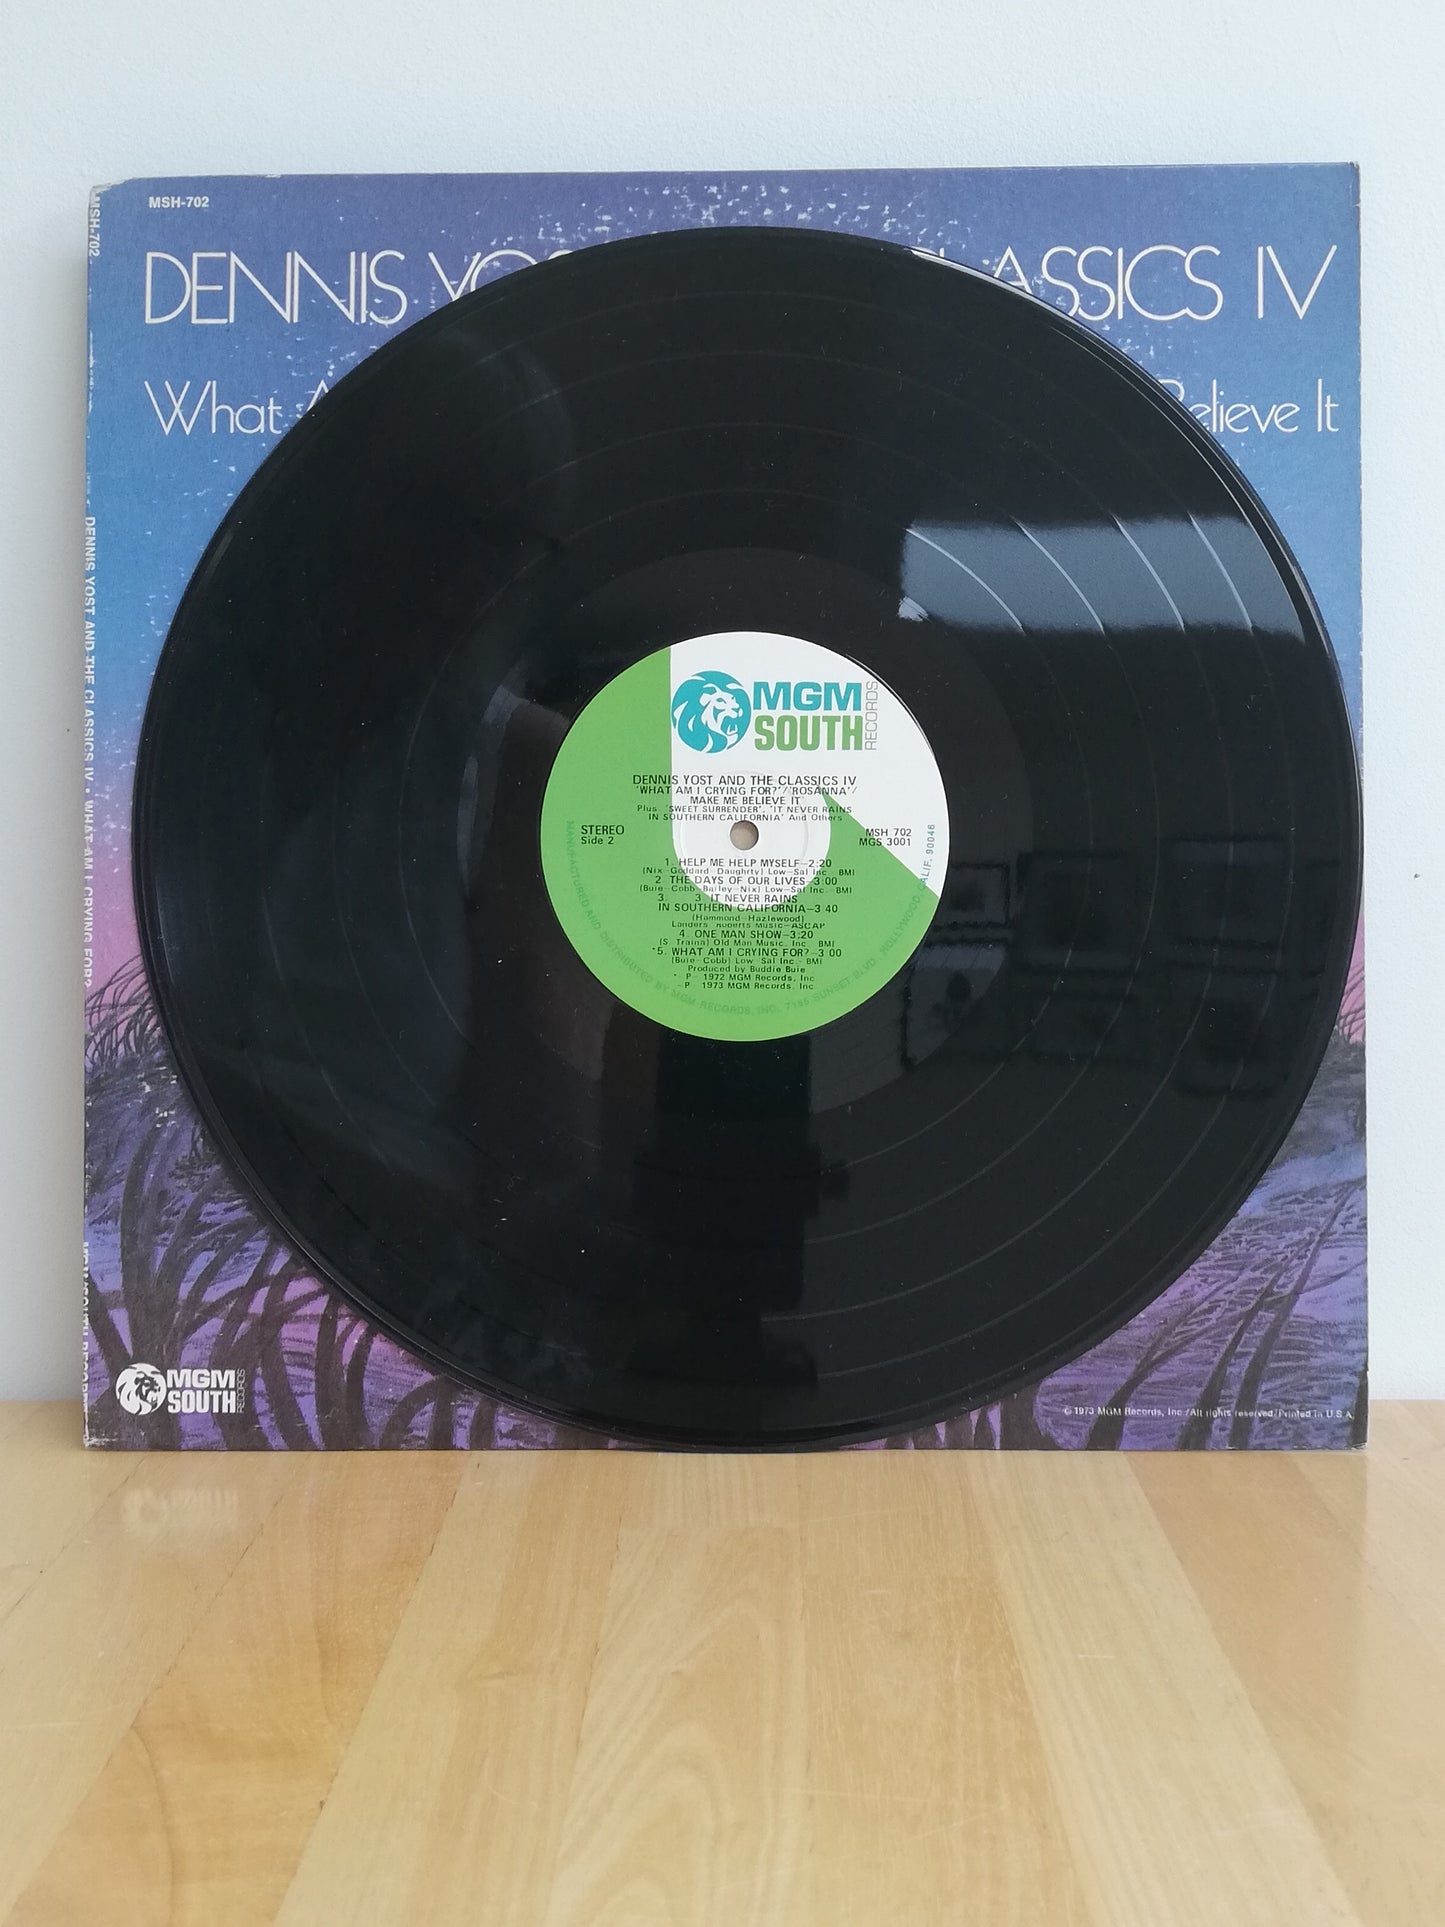 MSH-702
MSH-702
DENNIS YOST CLASSICS IV
What A Believe It
DENNIS YOST AND THE CLASSICS IV • WHAT AM I CRYING FOR?
MGM
SOUTH
RECORDS
DENNIS YOST AND THE CLASSICS IV
'WHAT AM I CRYING FOR?'/'ROSANNA'/
MAKE ME BELIEVE IT'
Plus 'SWEET SURRENDER', 'IT NEVER RAINS
IN SOUTHERN CALIFORNIA' And Others
STEREO
Side 2
MSH 702
MGS 3001
1. HELP ME HELP MYSELF—2:20
(Nix-Goddard-Daughrty) Low-Sal Inc. BMI
2. THE DAYS OF OUR LIVES—3:00
(Buie-Cobb-Bailey-Nix) Low-Sal Inc. BMI
3. 3. IT NEVER RAINS
IN SOUTHERN CALIFORNIA—3:40
(Hammond-Hazlewood)
Landers Roberts Music-ASCAP
4. ONE MAN SHOW—3:20
(S. Traina) Old Man Music, Inc. BMI
*5. WHAT AM I CRYING FOR?—3:00
(Buie-Cobb) Low-Sal Inc.-BMI
Produced by Buddie Buie
* P - 1972 MGM Records, Inc.
-P- 1973 MGM Records, Inc.
MANUFACTURED AND DISTRIBUTED BY MGM RECORDS, INC., 7165 SUNSET BLVD. HOLLYWOOD, CALIF. 90046
MGM
SOUTH
RECORDS
© 1973 MGM Records, Inc./All rights reserved/Printed in U.S.A.